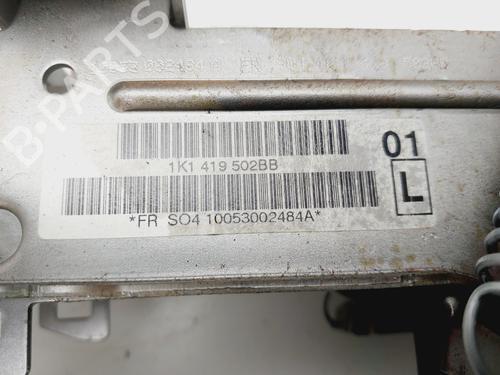 B-PARTS
01
1K1 419 502BB
L
*FR SO4 10053002484A*